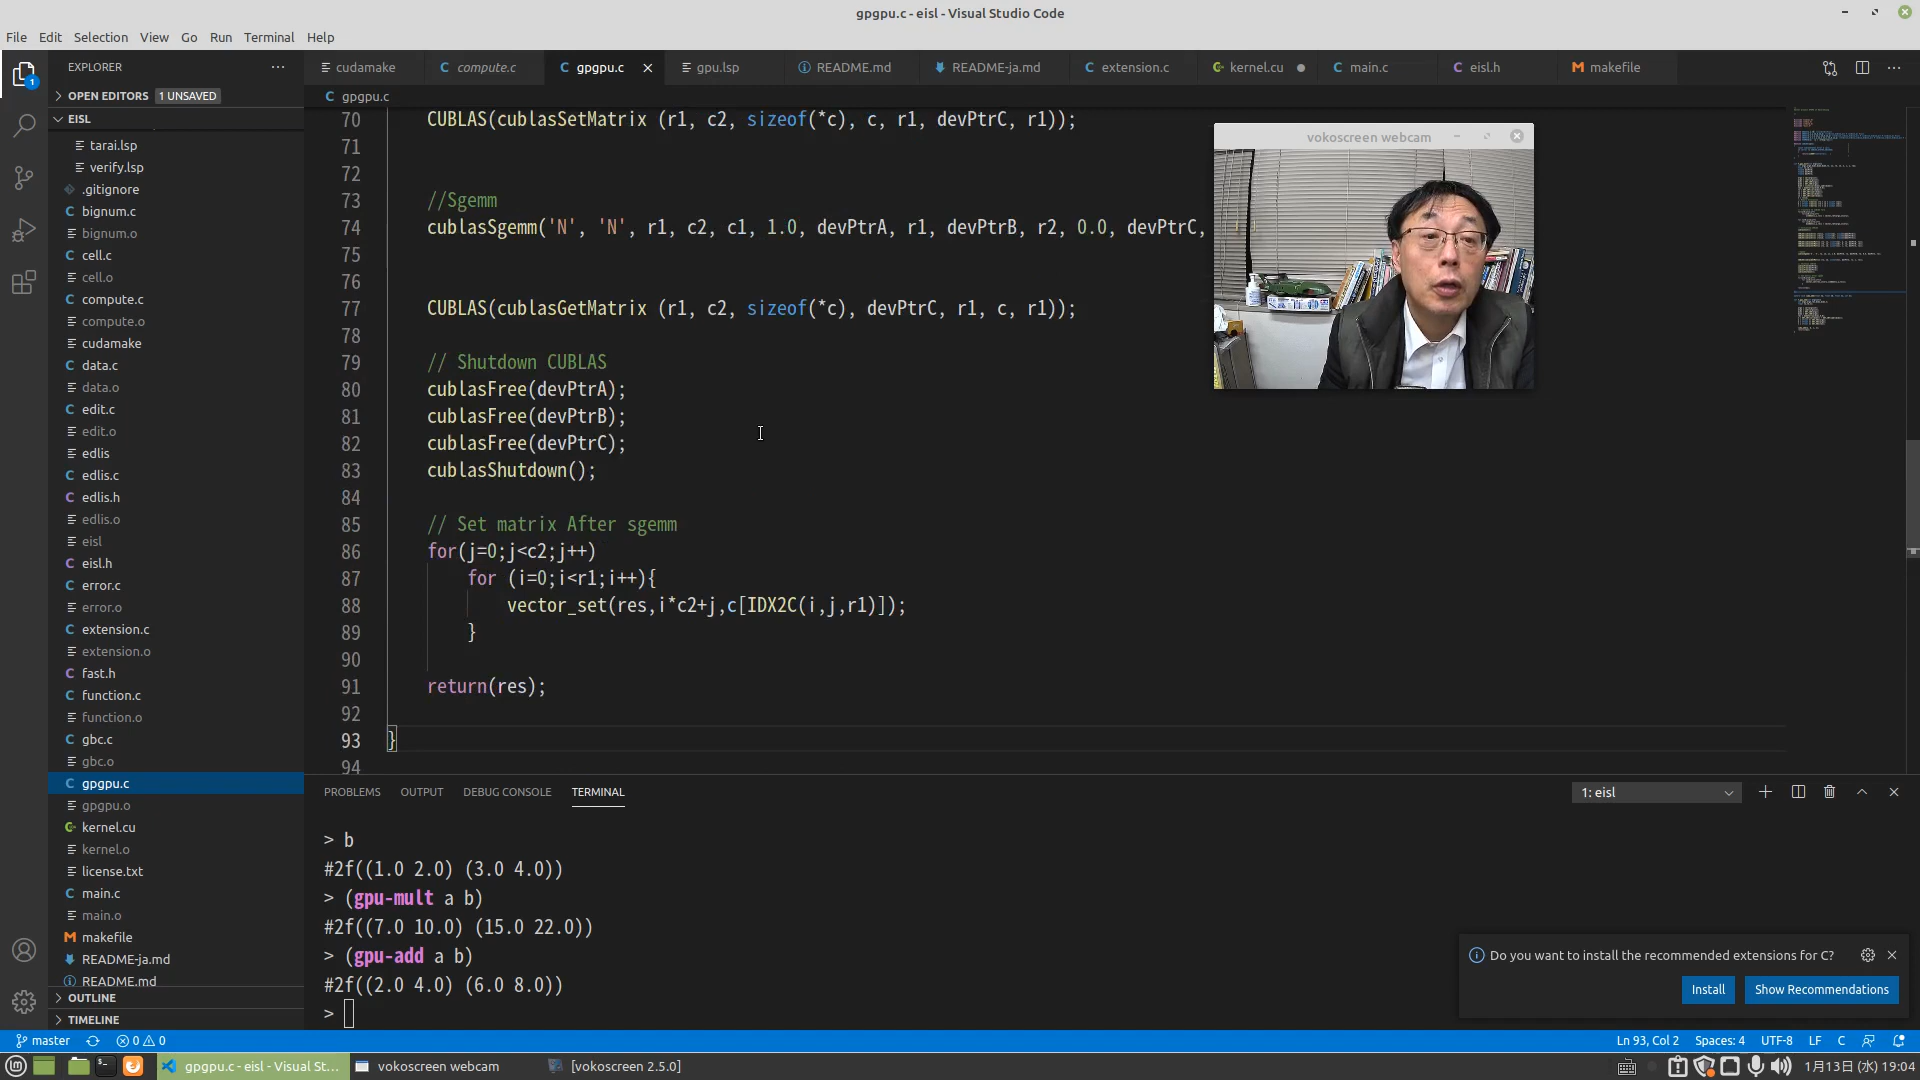 gpgpu.c - eisl - Visual Studio Code
File Edit Selection View Go Run Terminal Help
EXPLORER
cudamake compute.c gpgpu.c gpu.lsp README.md README-ja.md extension.c kernel.cu main.c eisl.h makefile
OPEN EDITORS 1 UNSAVED
gpgpu.c
EISL
tarai.lsp
verify.lsp
.gitignore
bignum.c
bignum.o
cell.c
cell.o
compute.c
compute.o
cudamake
data.c
data.o
edit.c
edit.o
edlis
edlis.c
edlis.h
edlis.o
eisl
eisl.h
error.c
error.o
extension.c
extension.o
fast.h
function.c
function.o
gbc.c
gbc.o
gpgpu.c
gpgpu.o
kernel.cu
kernel.o
license.txt
main.c
main.o
makefile
README-ja.md
README.md
OUTLINE
TIMELINE
70 CUBLAS(cublasSetMatrix (r1, c2, sizeof(*c), c, r1, devPtrC, r1));
71
72
73 //Sgemm
74 cublasSgemm('N', 'N', r1, c2, c1, 1.0, devPtrA, r1, devPtrB, r2, 0.0, devPtrC,
75
76
77 CUBLAS(cublasGetMatrix (r1, c2, sizeof(*c), devPtrC, r1, c, r1));
78
79 // Shutdown CUBLAS
80 cublasFree(devPtrA);
81 cublasFree(devPtrB);
82 cublasFree(devPtrC);
83 cublasShutdown();
84
85 // Set matrix After sgemm
86 for(j=0;j<c2;j++)
87 for (i=0;i<r1;i++){
88 vector_set(res,i*c2+j,c[IDX2C(i,j,r1)]);
89 }
90
91 return(res);
92
93 }
94
vokoscreen webcam
PROBLEMS OUTPUT DEBUG CONSOLE TERMINAL
1: eisl
> b
#2f((1.0 2.0) (3.0 4.0))
> (gpu-mult a b)
#2f((7.0 10.0) (15.0 22.0))
> (gpu-add a b)
#2f((2.0 4.0) (6.0 8.0))
>
Do you want to install the recommended extensions for C?
Install Show Recommendations
master 0 0
Ln 93, Col 2 Spaces: 4 UTF-8 LF C
gpgpu.c - eisl - Visual St... vokoscreen webcam [vokoscreen 2.5.0]
1月13日 (水) 19:04